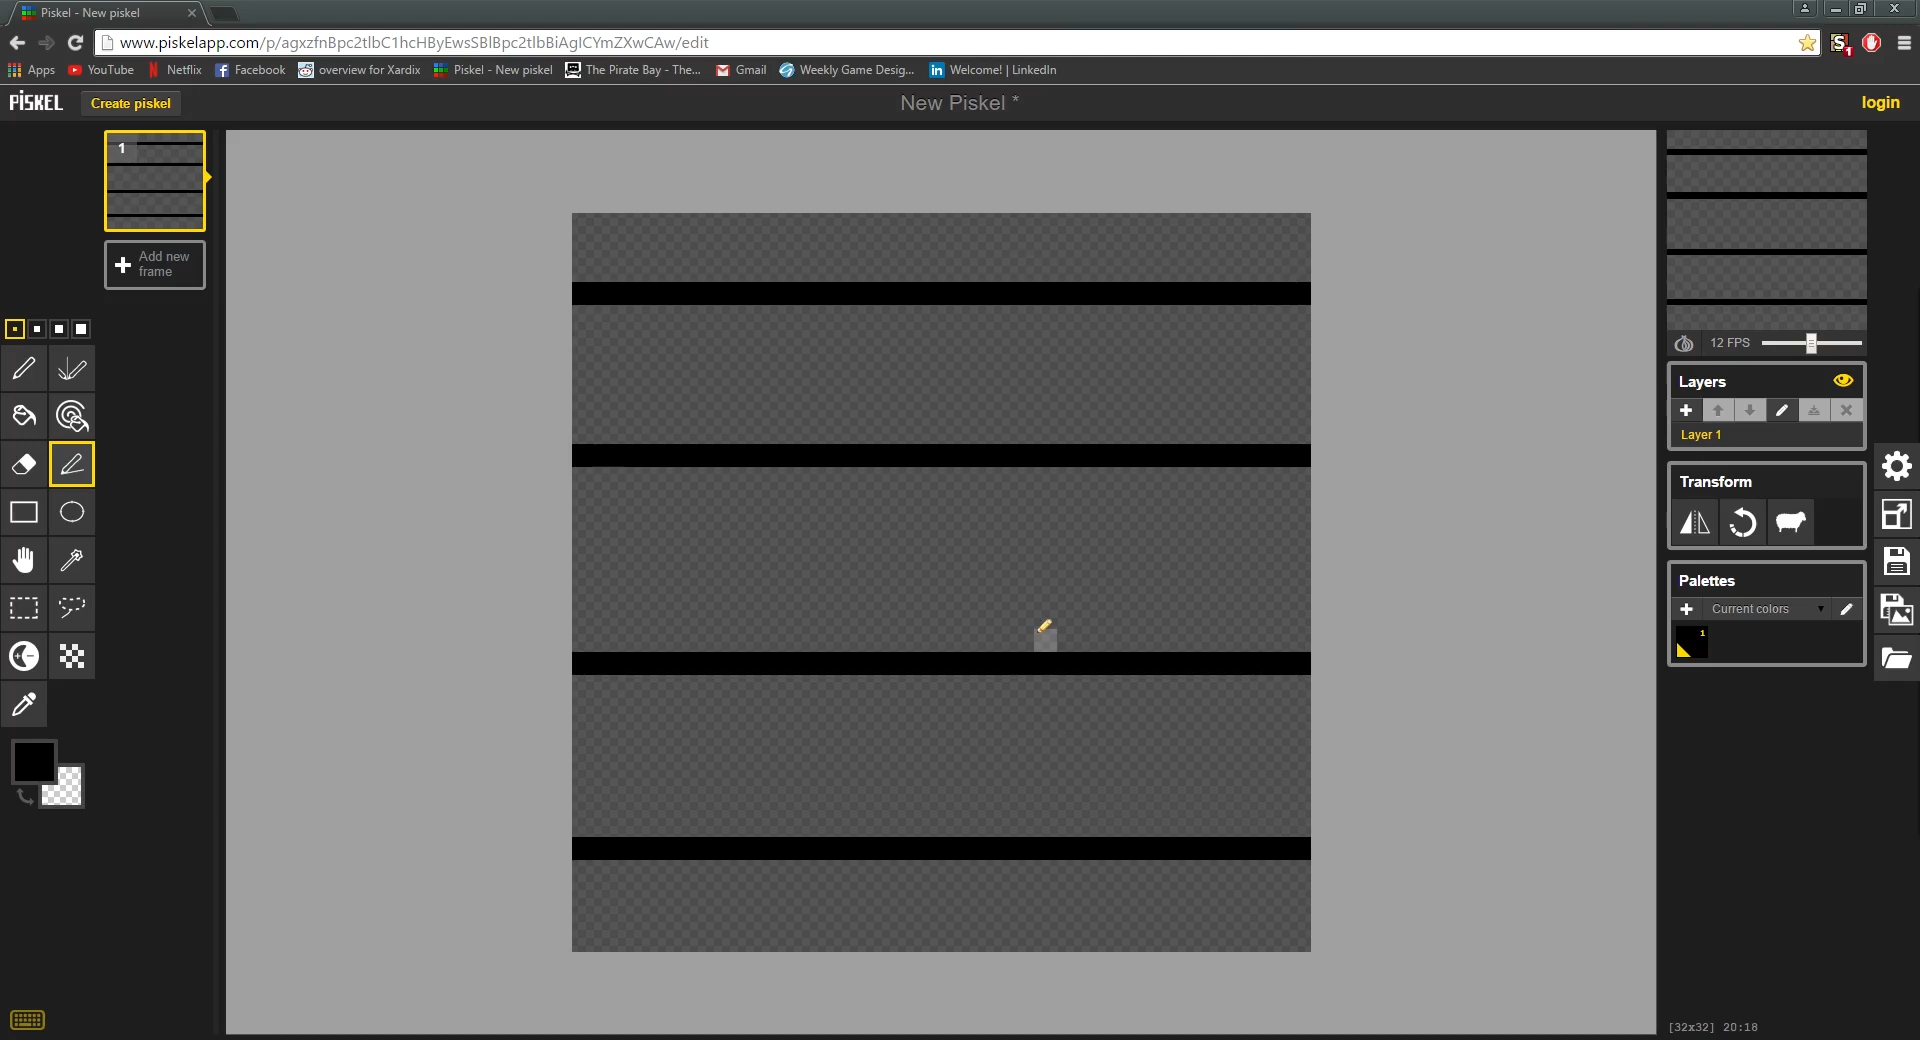 Piskel - New piskel
www.piskelapp.com/p/agxzfnBpc2tlbC1hcHByEwsSBlBpc2tlbBiAgICYmZXwCAw/edit
Apps YouTube Netflix Facebook overview for Xardix Piskel - New piskel The Pirate Bay - The... Gmail Weekly Game Desig... Welcome! | LinkedIn
PISKEL Create piskel New Piskel * login
1
Add new
frame
12 FPS
Layers
Layer 1
Transform
Palettes
Current colors
1
[32x32] 20:18